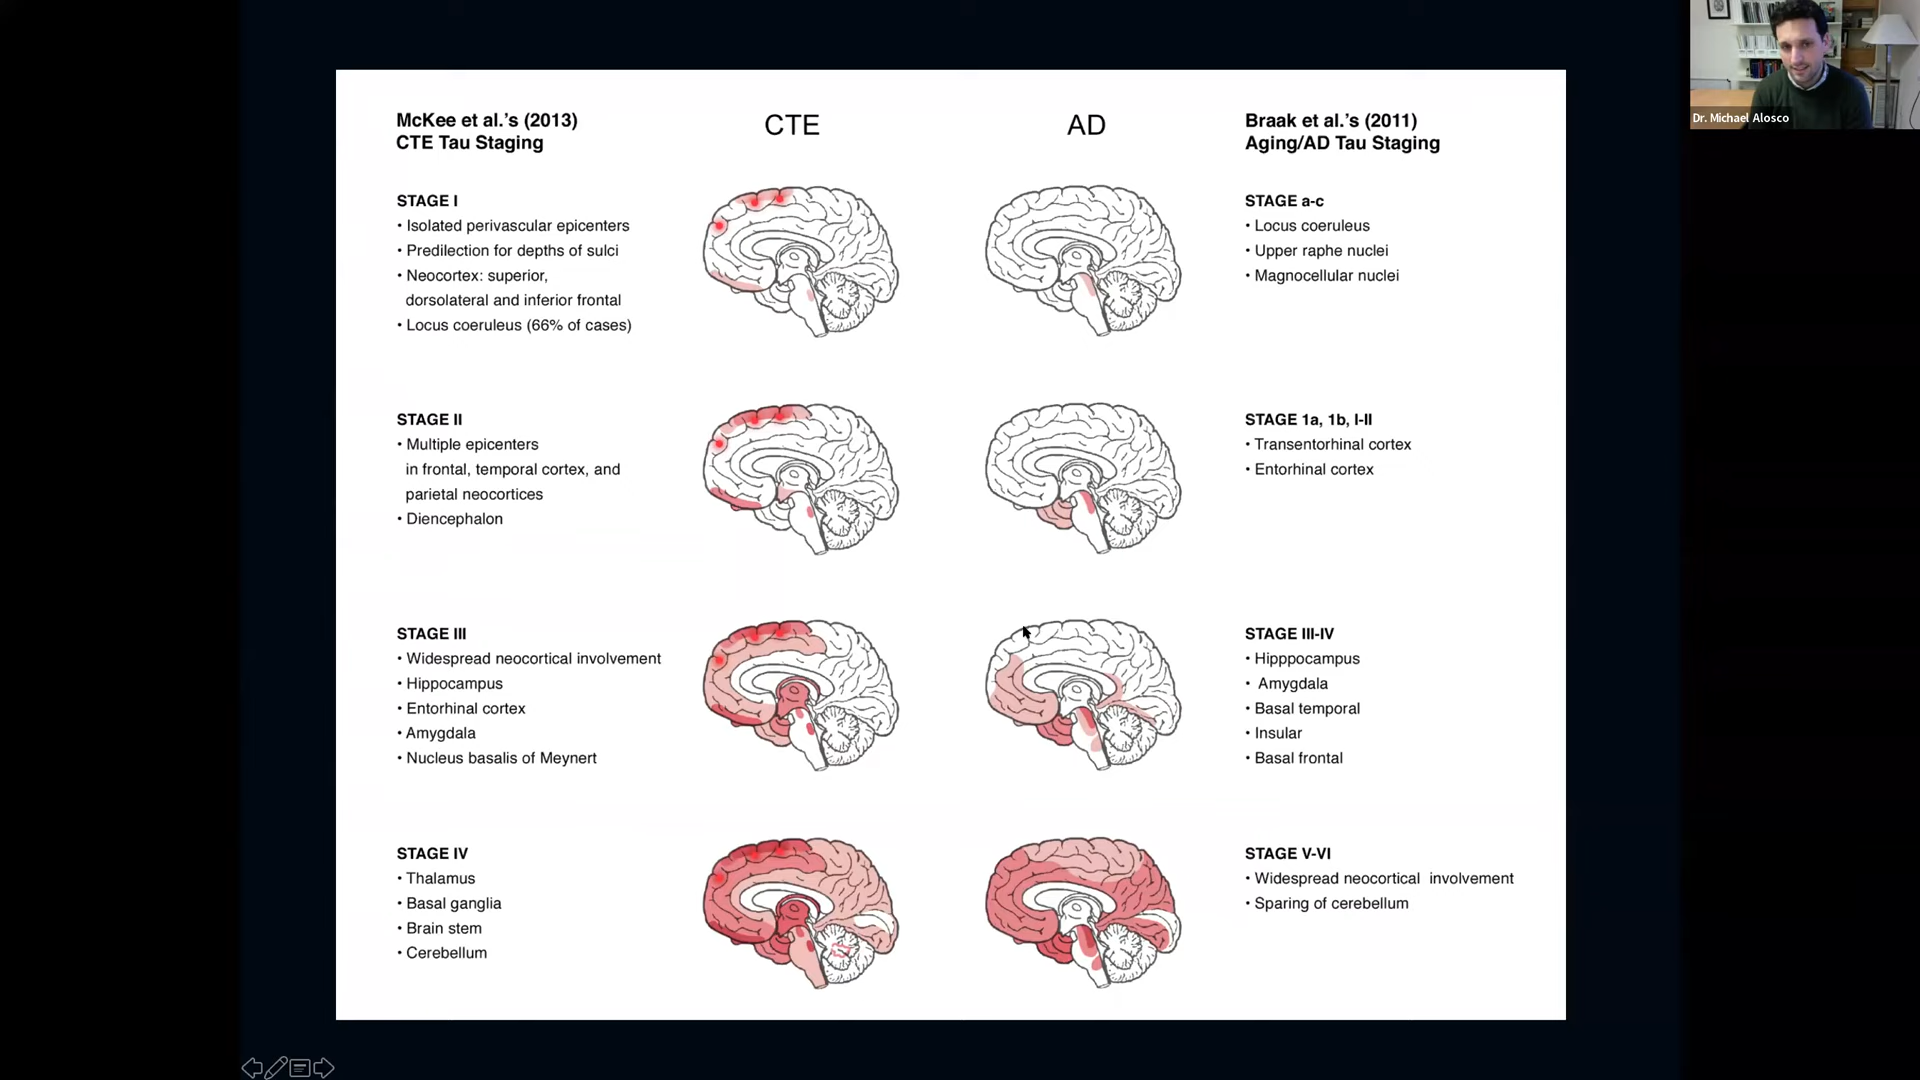 Dr. Michael Alosco
McKee et al.'s (2013)
CTE Tau Staging
CTE
AD
Braak et al.'s (2011)
Aging/AD Tau Staging
STAGE I
• Isolated perivascular epicenters
• Predilection for depths of sulci
• Neocortex: superior,
dorsolateral and inferior frontal
• Locus coeruleus (66% of cases)
STAGE a-c
• Locus coeruleus
• Upper raphe nuclei
• Magnocellular nuclei
STAGE II
• Multiple epicenters
in frontal, temporal cortex, and
parietal neocortices
• Diencephalon
STAGE 1a, 1b, I-II
• Transentorhinal cortex
• Entorhinal cortex
STAGE III
• Widespread neocortical involvement
• Hippocampus
• Entorhinal cortex
• Amygdala
• Nucleus basalis of Meynert
STAGE III-IV
• Hipppocampus
• Amygdala
• Basal temporal
• Insular
• Basal frontal
STAGE IV
• Thalamus
• Basal ganglia
• Brain stem
• Cerebellum
STAGE V-VI
• Widespread neocortical involvement
• Sparing of cerebellum